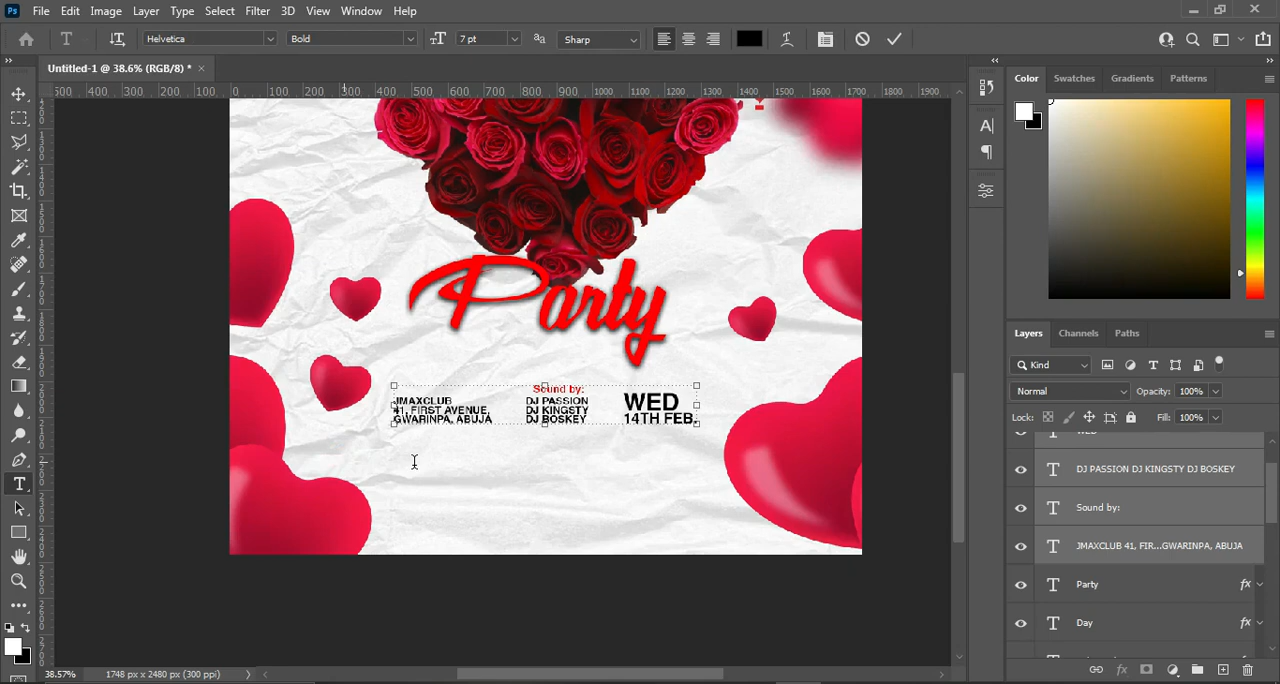 File Edit Image Layer Type Select Filter 3D View Window Help
Helvetica Bold 7 pt Sharp
Untitled-1 @ 38.6% (RGB/8) *
Color Swatches Gradients Patterns
Party
Sound by:
JMAXCLUB
41, FIRST AVENUE,
GWARINPA, ABUJA
DJ PASSION
DJ KINGSTY
DJ BOSKEY
WED
14TH FEB.
Layers Channels Paths
Kind
Normal Opacity: 100%
Lock: Fill: 100%
DJ PASSION DJ KINGSTY DJ BOSKEY
Sound by:
JMAXCLUB 41, FIR...GWARINPA, ABUJA
Party fx
Day fx
38.57% 1748 px x 2480 px (300 ppi)